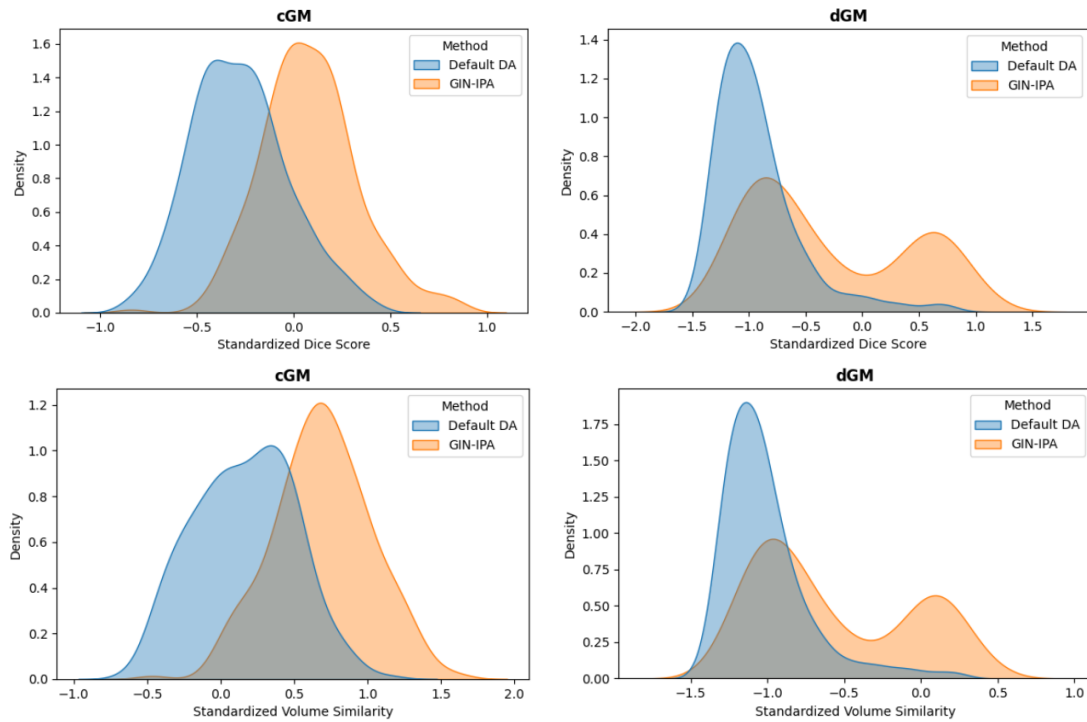 cGM
1.6
1.4
1.2
1.0
0.8
0.6
0.4
0.2
0.0
Density
Method
Default DA
GIN-IPA
−1.0 −0.5 0.0 0.5 1.0
Standardized Dice Score
dGM
1.4
1.2
1.0
0.8
0.6
0.4
0.2
0.0
Density
Method
Default DA
GIN-IPA
−2.0 −1.5 −1.0 −0.5 0.0 0.5 1.0 1.5
Standardized Dice Score
cGM
1.2
1.0
0.8
0.6
0.4
0.2
0.0
Density
Method
Default DA
GIN-IPA
−1.0 −0.5 0.0 0.5 1.0 1.5 2.0
Standardized Volume Similarity
dGM
1.75
1.50
1.25
1.00
0.75
0.50
0.25
0.00
Density
Method
Default DA
GIN-IPA
−1.5 −1.0 −0.5 0.0 0.5 1.0
Standardized Volume Similarity